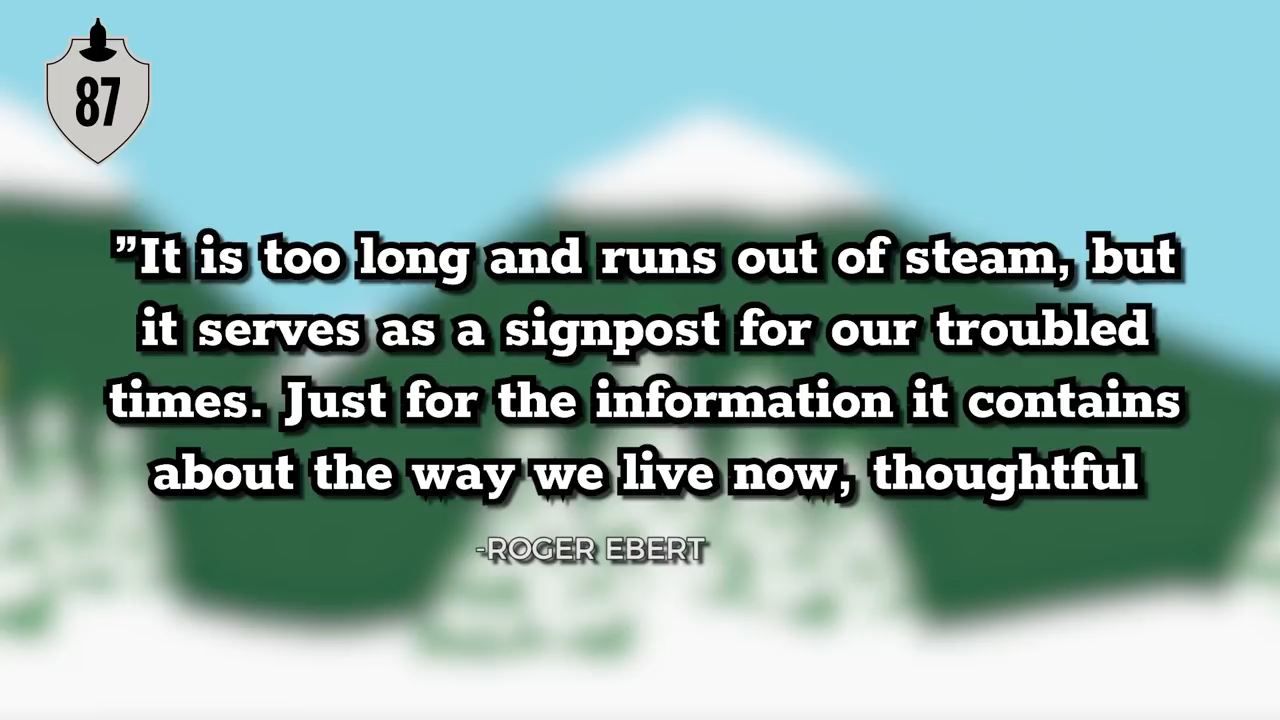 87
”It is too long and runs out of steam, but
it serves as a signpost for our troubled
times. Just for the information it contains
about the way we live now, thoughtful
-ROGER EBERT